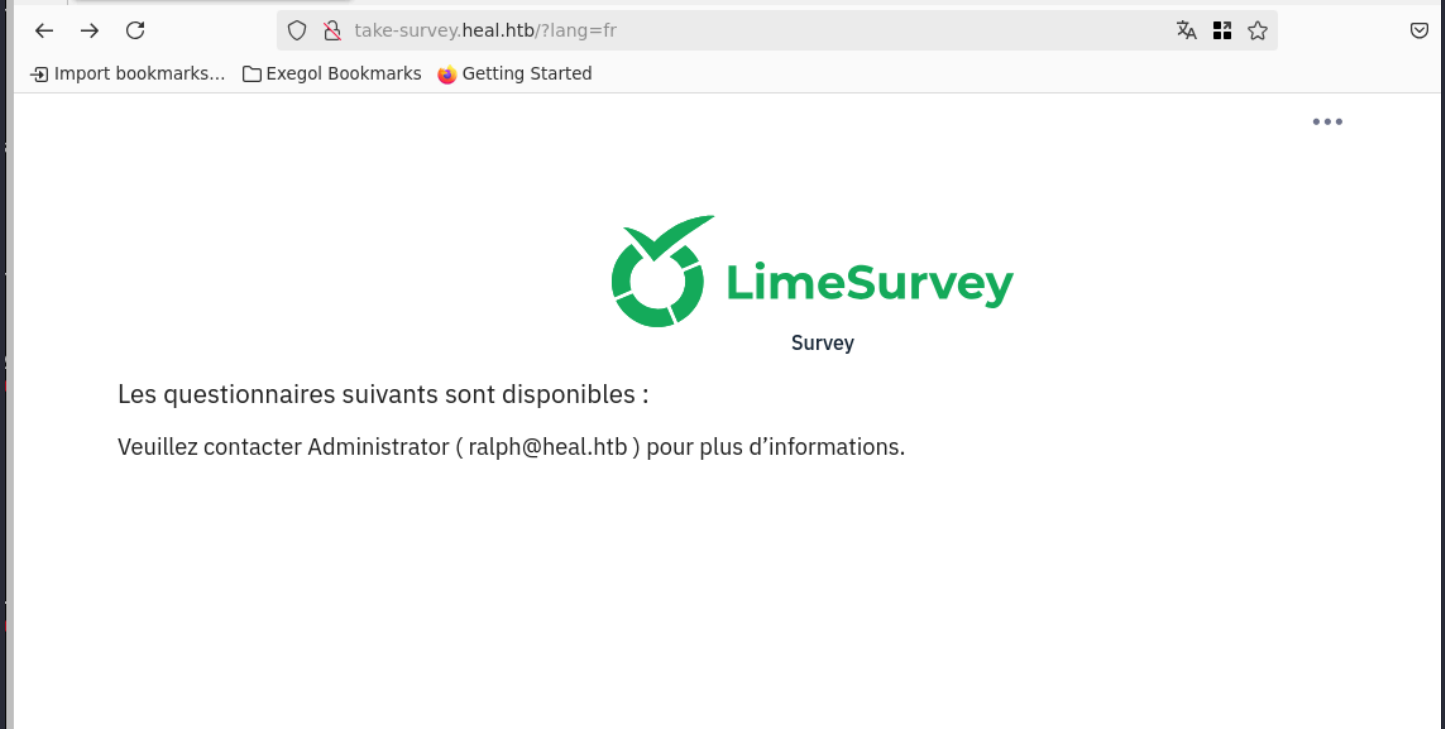 take-survey.heal.htb/?lang=fr
Import bookmarks... Exegol Bookmarks Getting Started
LimeSurvey
Survey
Les questionnaires suivants sont disponibles :
Veuillez contacter Administrator ( ralph@heal.htb ) pour plus d’informations.